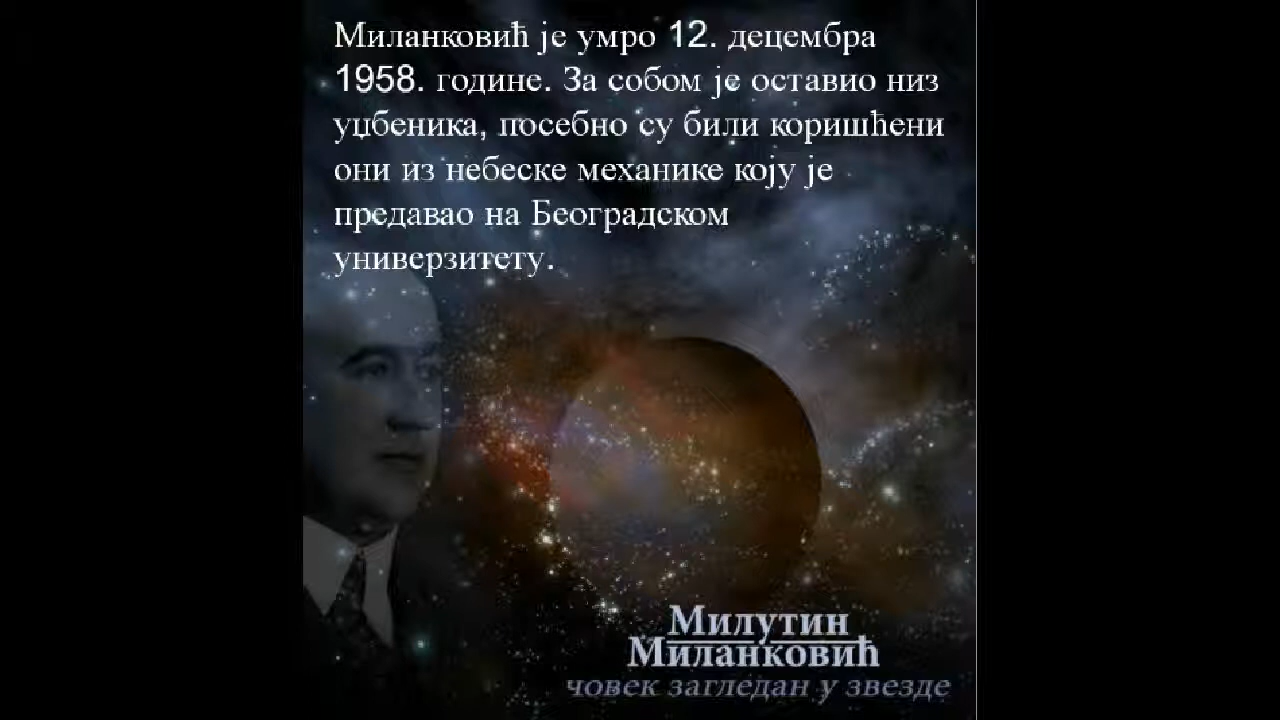 Миланковић је умро 12. децембра
1958. године. За собом је оставио низ
уџбеника, посебно су били коришћени
они из небеске механике коју је
предавао на Београдском
универзитету.
Милутин
Миланковић
човек загледан у звезде